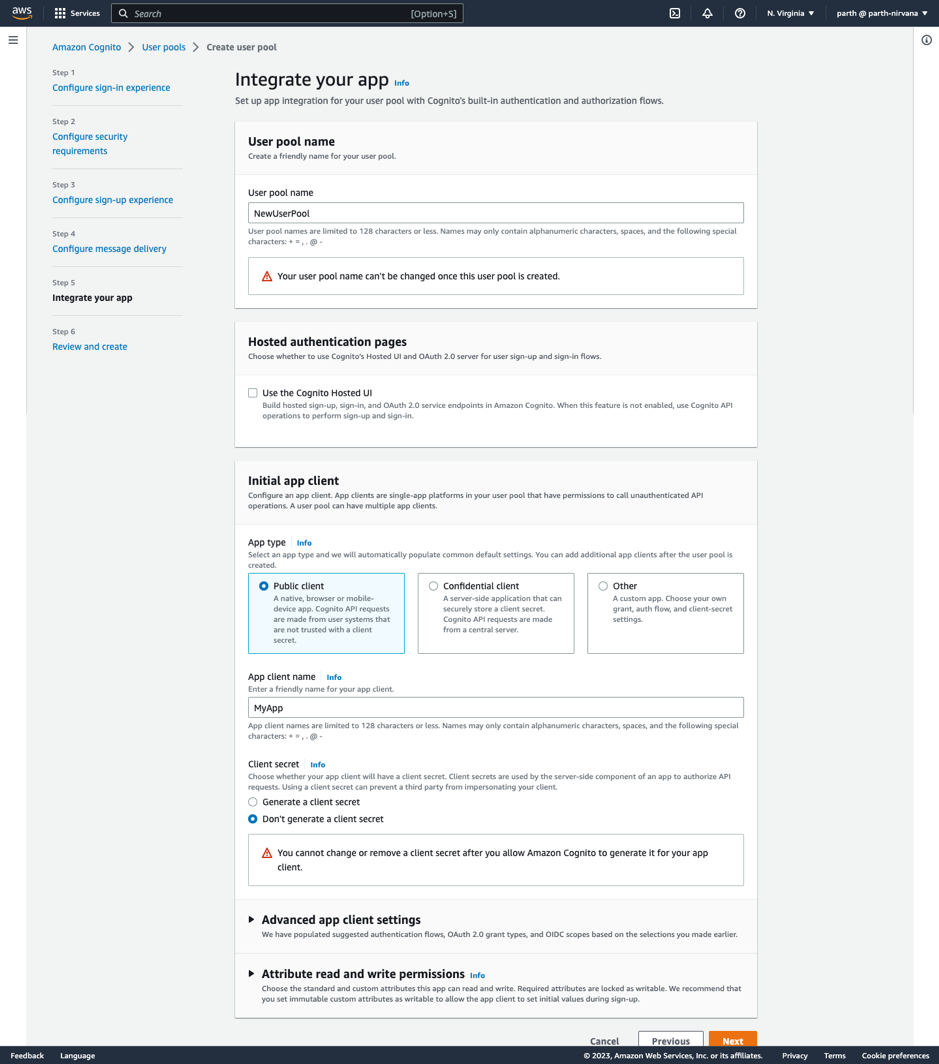 aws
Services
Search
[Option+S]
N. Virginia
parth @ parth-nirvana
Amazon Cognito
User pools
Create user pool
Step 1
Configure sign-in experience
Step 2
Configure security
requirements
Step 3
Configure sign-up experience
Step 4
Configure message delivery
Step 5
Integrate your app
Step 6
Review and create
Integrate your app Info
Set up app integration for your user pool with Cognito's built-in authentication and authorization flows.
User pool name
Create a friendly name for your user pool.
User pool name
NewUserPool
User pool names are limited to 128 characters or less. Names may only contain alphanumeric characters, spaces, and the following special
characters: + = , . @ -
Your user pool name can't be changed once this user pool is created.
Hosted authentication pages
Choose whether to use Cognito's Hosted UI and OAuth 2.0 server for user sign-up and sign-in flows.
Use the Cognito Hosted UI
Build hosted sign-up, sign-in, and OAuth 2.0 service endpoints in Amazon Cognito. When this feature is not enabled, use Cognito API
operations to perform sign-up and sign-in.
Initial app client
Configure an app client. App clients are single-app platforms in your user pool that have permissions to call unauthenticated API
operations. A user pool can have multiple app clients.
App type Info
Select an app type and we will automatically populate common default settings. You can add additional app clients after the user pool is
created.
Public client
A native, browser or mobile-
device app. Cognito API requests
are made from user systems that
are not trusted with a client
secret.
Confidential client
A server-side application that can
securely store a client secret.
Cognito API requests are made
from a central server.
Other
A custom app. Choose your own
grant, auth flow, and client-secret
settings.
App client name Info
Enter a friendly name for your app client.
MyApp
App client names are limited to 128 characters or less. Names may only contain alphanumeric characters, spaces, and the following special
characters: + = , . @ -
Client secret Info
Choose whether your app client will have a client secret. Client secrets are used by the server-side component of an app to authorize API
requests. Using a client secret can prevent a third party from impersonating your client.
Generate a client secret
Don't generate a client secret
You cannot change or remove a client secret after you allow Amazon Cognito to generate it for your app
client.
Advanced app client settings
We have populated suggested authentication flows, OAuth 2.0 grant types, and OIDC scopes based on the selections you made earlier.
Attribute read and write permissions Info
Choose the standard and custom attributes this app can read and write. Required attributes are locked as writable. We recommend that
you set immutable custom attributes as writable to allow the app client to set initial values during sign-up.
Cancel
Previous
Next
Feedback
Language
© 2023, Amazon Web Services, Inc. or its affiliates.
Privacy
Terms
Cookie preferences